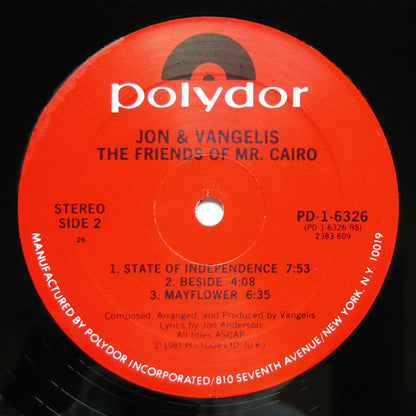 polydor
JON & VANGELIS
THE FRIENDS OF MR. CAIRO
STEREO
SIDE 2
26
PD-1-6326
(PD 1 6326 BS)
2383 609
1. STATE OF INDEPENDENCE 7:53
2. BESIDE 4:08
3. MAYFLOWER 6:35
Composed, Arranged, and Produced by Vangelis
Lyrics by Jon Anderson
All titles ASCAP
℗ 1981 POLYDOR LTD. (U.K.)
MANUFACTURED BY POLYDOR INCORPORATED/810 SEVENTH AVENUE/NEW YORK, N.Y. 10019